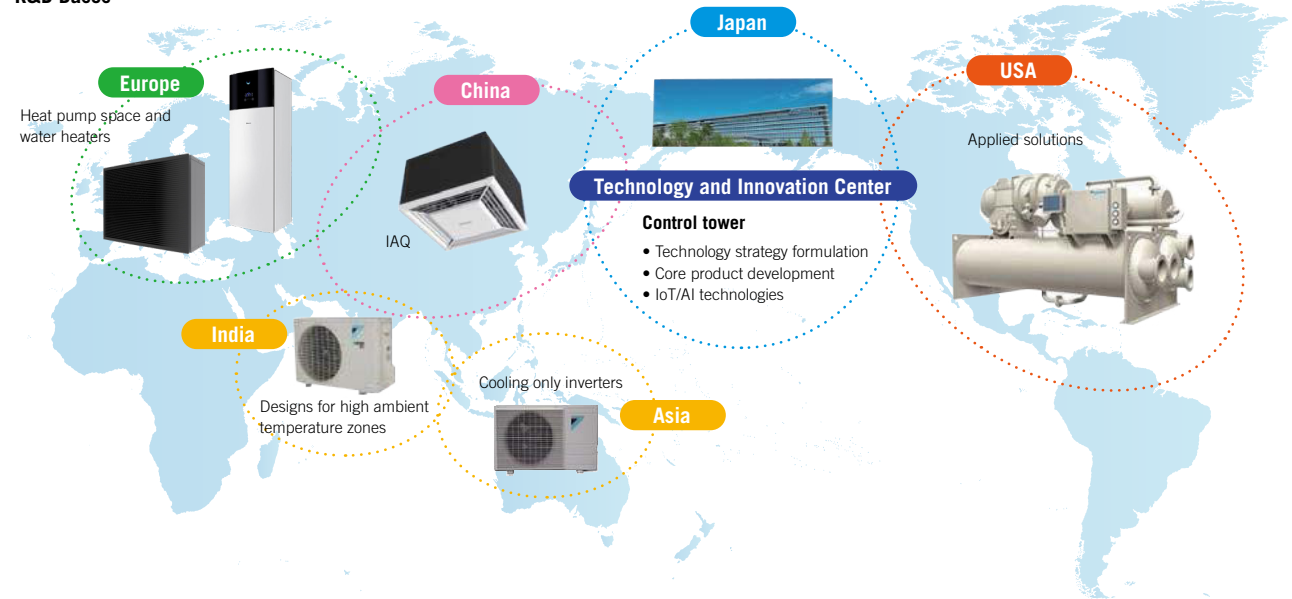 Japan
Europe
USA
China
Heat pump space and
water heaters
Applied solutions
Technology and Innovation Center
Control tower
IAQ
• Technology strategy formulation
• Core product development
• IoT/AI technologies
India
Cooling only inverters
Designs for high ambient
temperature zones
Asia